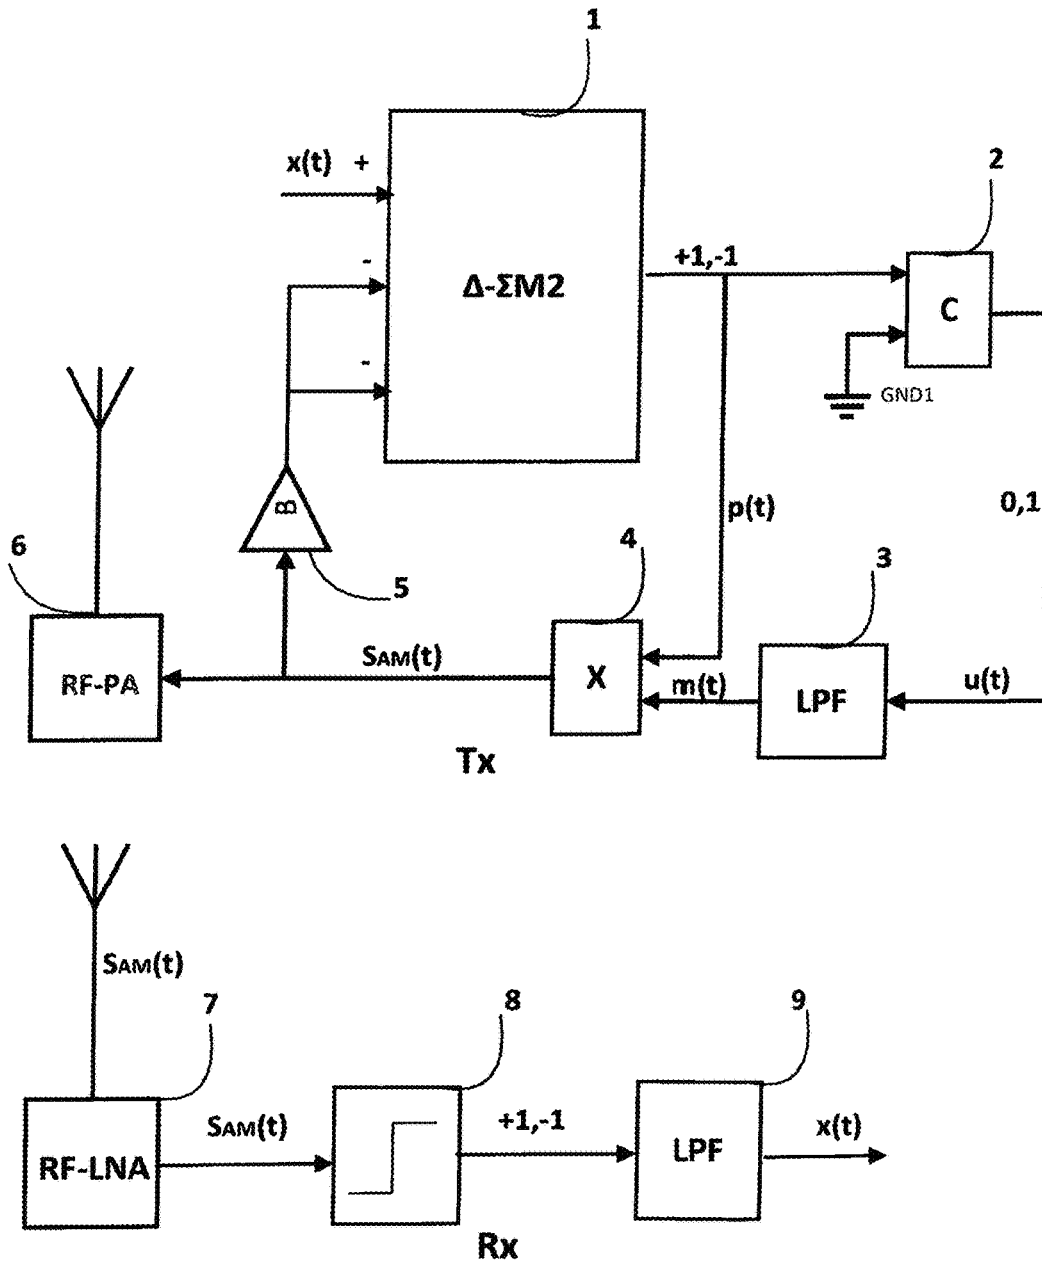 1
x(t) +
2
-
+1,-1
Δ-ΣM2
C
-
GND1
p(t)
0,1
B
6
4
3
5
RF-PA
SAM(t)
X
m(t)
LPF
u(t)
Tx
SAM(t)
7
8
9
RF-LNA
SAM(t)
+1,-1
LPF
x(t)
Rx